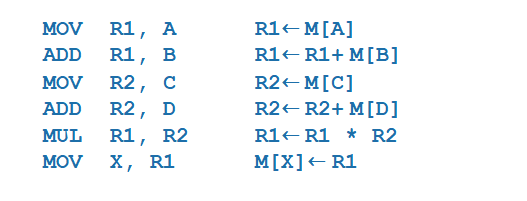 MOV R1, A R1←M[A]
ADD R1, B R1←R1+M[B]
MOV R2, C R2←M[C]
ADD R2, D R2←R2+M[D]
MUL R1, R2 R1←R1 * R2
MOV X, R1 M[X]←R1